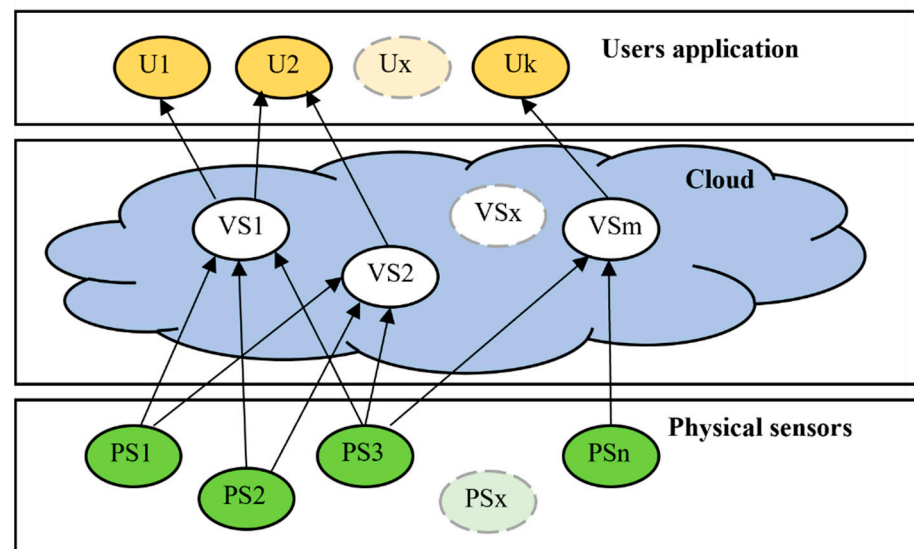 Users application
U1 U2 Ux Uk
Cloud
VS1 VS2 VSx VSm
Physical sensors
PS1 PS2 PS3 PSx PSn